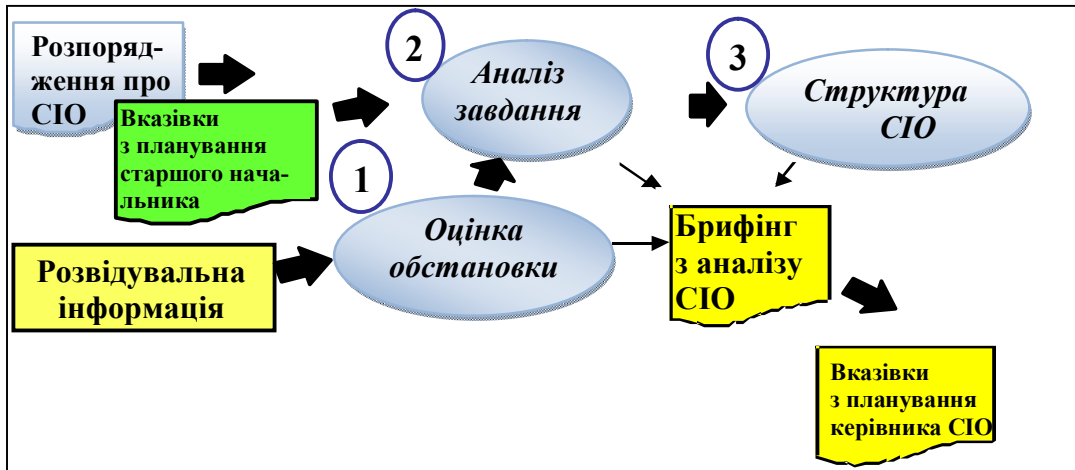 Розпоряд-
ження про
СІО
Вказівки
з планування
старшого нача-
льника
Розвідувальна
інформація
1
Оцінка
обстановки
2
Аналіз
завдання
3
Структура
СІО
Брифінг
з аналізу
СІО
Вказівки
з планування
керівника СІО